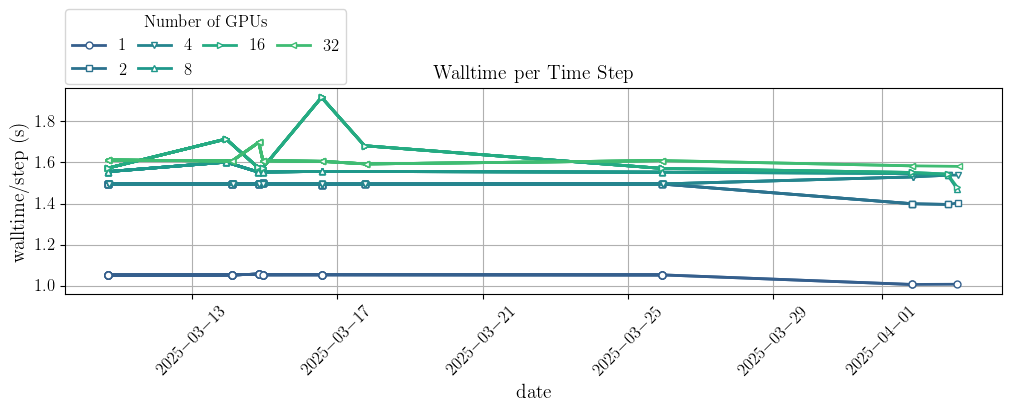 Number of GPUs
1 4 16 32
2 8
Walltime per Time Step
walltime/step (s)
1.8
1.6
1.4
1.2
1.0
2025−03−13 2025−03−17 2025−03−21 2025−03−25 2025−03−29 2025−04−01
date